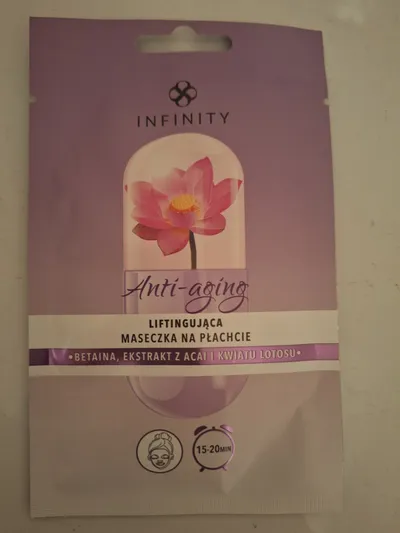 INFINITY
Anti-aging
LIFTINGUJĄCA
MASECZKA NA PŁACHCIE
•BETAINA, EKSTRAKT Z ACAI I KWIATU LOTOSU•
15-20MIN